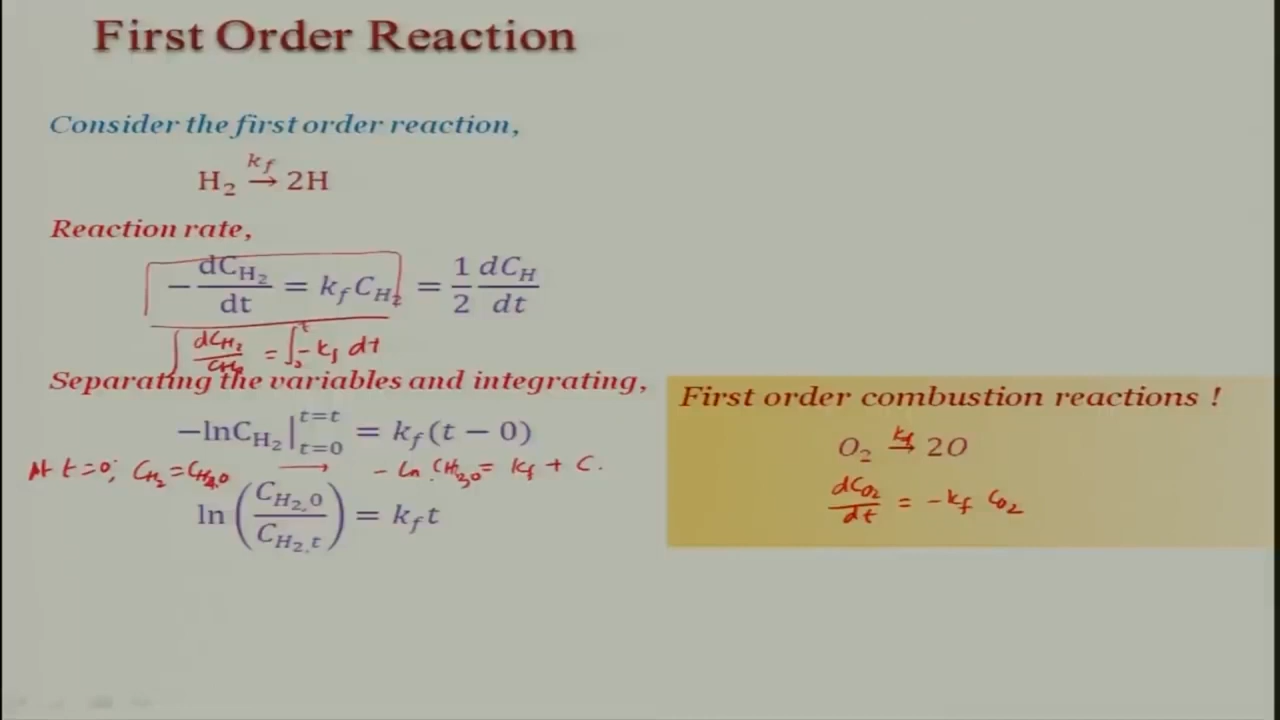 First Order Reaction
Consider the first order reaction,
H₂ →^{k_f} 2H
Reaction rate,
−dC_{H₂}/dt = k_f C_{H₂} = 1/2 dC_H/dt
∫ dC_{H₂}/C_{H₂} = ∫₀ᵗ −k_f dt
Separating the variables and integrating,
−lnC_{H₂}|_{t=0}^{t=t} = k_f(t − 0)
At t=0; C_{H₂}=C_{H₂,0} → −ln C_{H₂,0} = k_f + C.
ln(C_{H₂,0}/C_{H₂,t}) = k_f t
First order combustion reactions !
O₂ →^{k_f} 2O
dC_{O₂}/dt = −k_f C_{O₂}